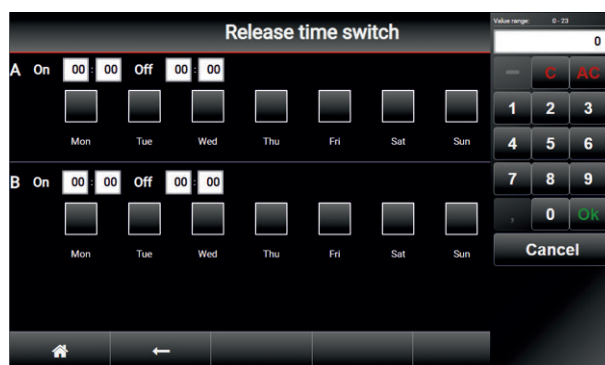 Release time switch
Value range: 0 - 23
0
A On 00 : 00 Off 00 : 00
Mon Tue Wed Thu Fri Sat Sun
B On 00 : 00 Off 00 : 00
Mon Tue Wed Thu Fri Sat Sun
- C AC
1 2 3
4 5 6
7 8 9
, 0 Ok
Cancel